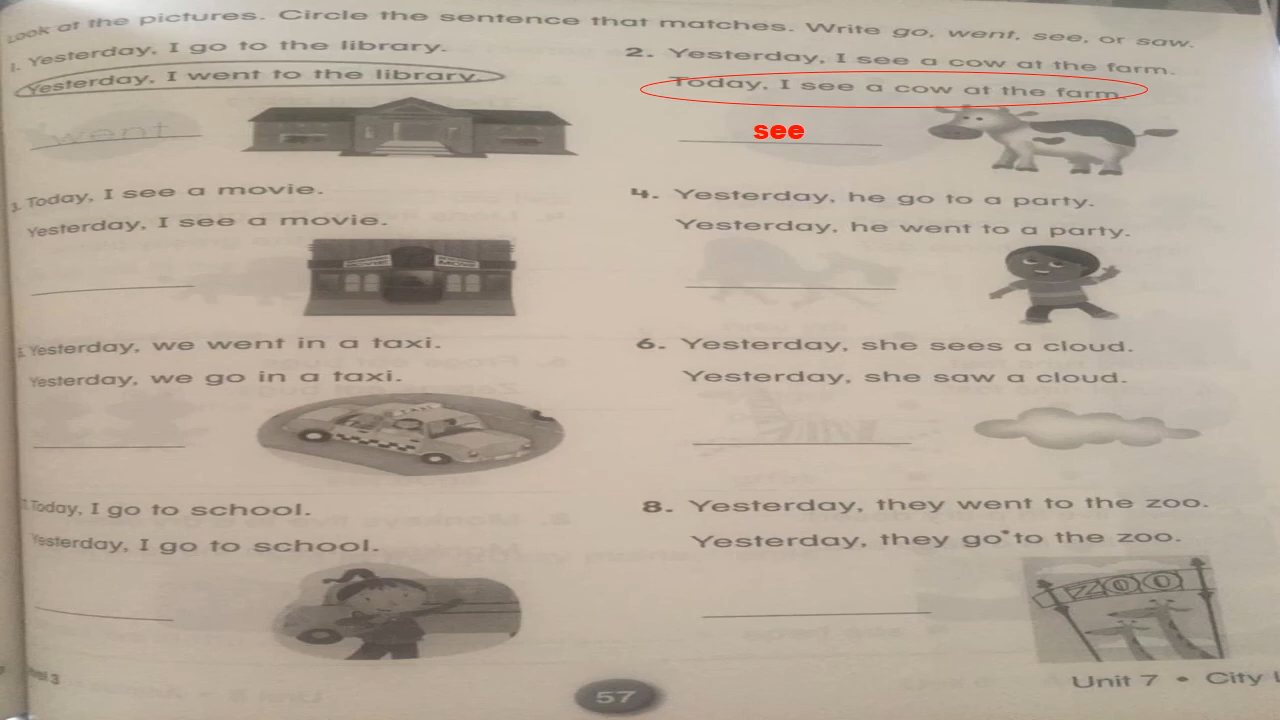 Look at the pictures. Circle the sentence that matches. Write go, went, see, or saw.
1. Yesterday, I go to the library.
Yesterday, I went to the library.
went
2. Yesterday, I see a cow at the farm.
Today, I see a cow at the farm.
see
3. Today, I see a movie.
Yesterday, I see a movie.
4. Yesterday, he go to a party.
Yesterday, he went to a party.
5. Yesterday, we went in a taxi.
Yesterday, we go in a taxi.
TAXI
6. Yesterday, she sees a cloud.
Yesterday, she saw a cloud.
7. Today, I go to school.
Yesterday, I go to school.
8. Yesterday, they went to the zoo.
Yesterday, they go to the zoo.
ZOO
3
57
Unit 7 • City